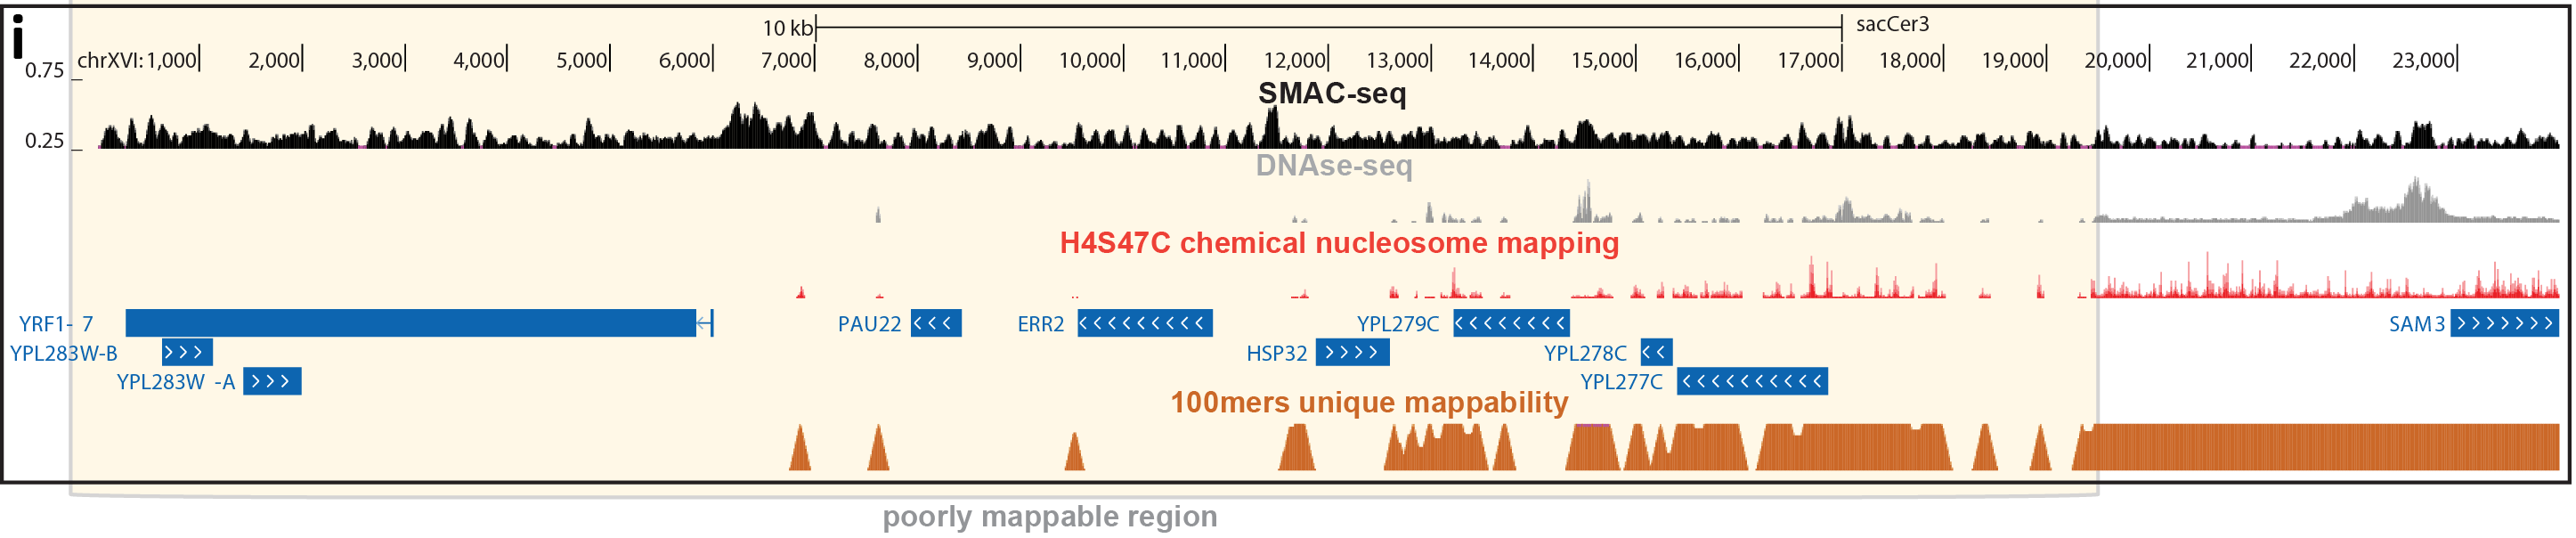 i
10 kb sacCer3
chrXVI: 1,000 2,000 3,000 4,000 5,000 6,000 7,000 8,000 9,000 10,000 11,000 12,000 13,000 14,000 15,000 16,000 17,000 18,000 19,000 20,000 21,000 22,000 23,000
0.75
SMAC-seq
0.25
DNAse-seq
H4S47C chemical nucleosome mapping
YRF1- 7 PAU22 ERR2 YPL279C SAM3
YPL283W-B HSP32 YPL278C
YPL283W -A YPL277C
100mers unique mappability
poorly mappable region